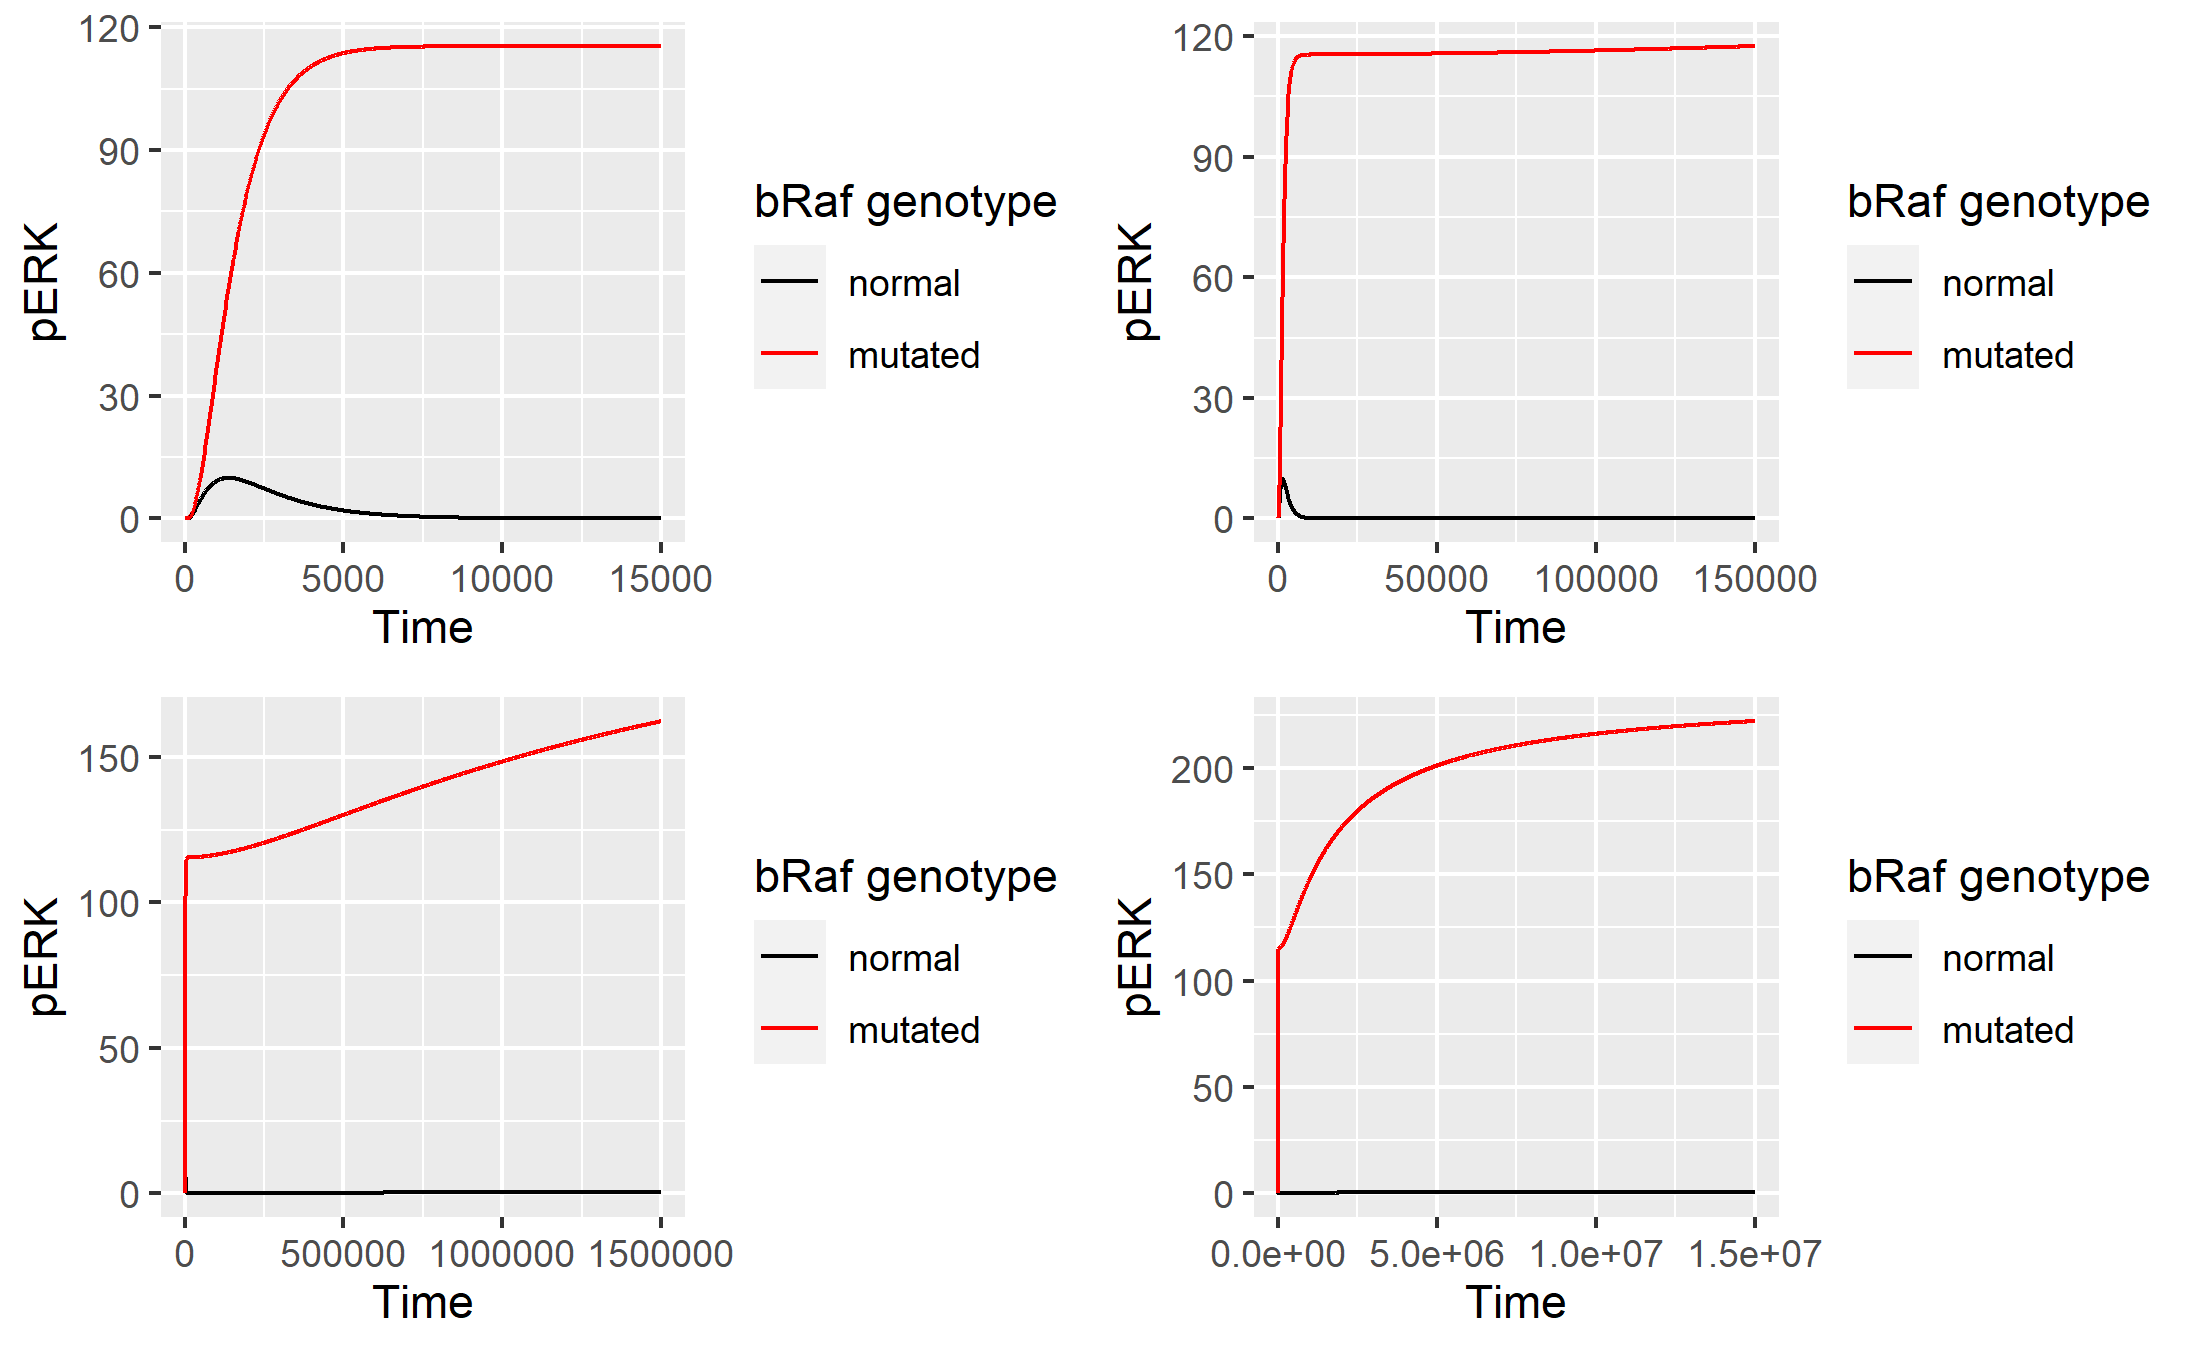 120
90
60
30
0
pERK
0 5000 10000 15000
Time
bRaf genotype
normal
mutated
120
90
60
30
0
pERK
0 50000 100000 150000
Time
bRaf genotype
normal
mutated
150
100
50
0
pERK
0 500000 1000000 1500000
Time
bRaf genotype
normal
mutated
200
150
100
50
0
pERK
0.0e+00 5.0e+06 1.0e+07 1.5e+07
Time
bRaf genotype
normal
mutated